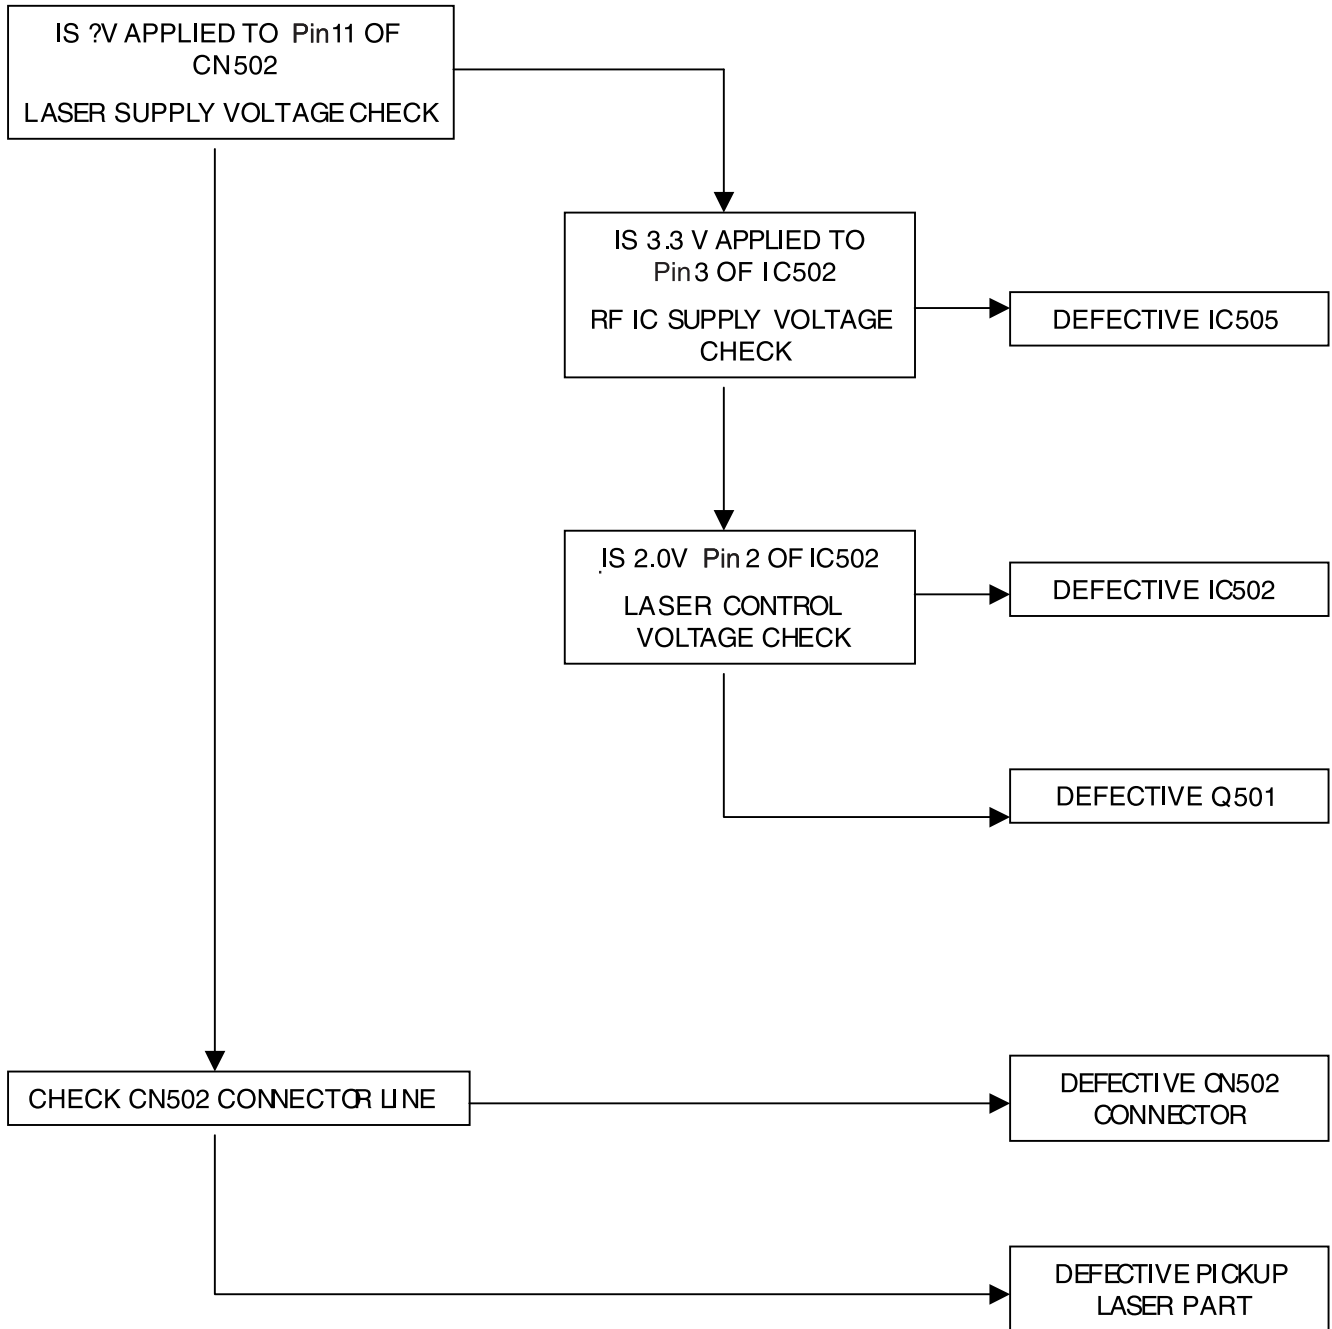 IS ?V APPLIED TO Pin11 OF
CN502
LASER SUPPLY VOLTAGE CHECK
IS 3.3 V APPLIED TO
Pin3 OF IC502
RF IC SUPPLY VOLTAGE
CHECK
DEFECTIVE IC505
IS 2.0V Pin 2 OF IC502
LASER CONTROL
VOLTAGE CHECK
DEFECTIVE IC502
DEFECTIVE Q501
CHECK CN502 CONNECTOR LINE
DEFECTIVE CN502
CONNECTOR
DEFECTIVE PICKUP
LASER PART